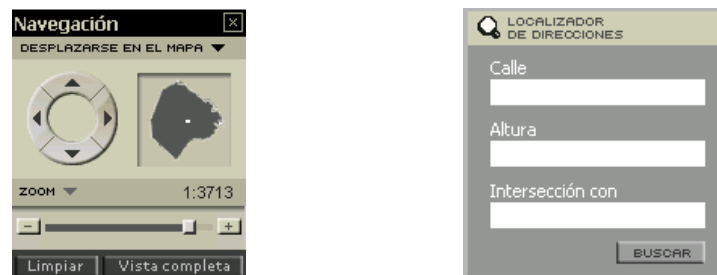 Navegación
DESPLAZARSE EN EL MAPA
ZOOM
1:3713
Limpiar
Vista completa
LOCALIZADOR
DE DIRECCIONES
Calle
Altura
Intersección con
BUSCAR